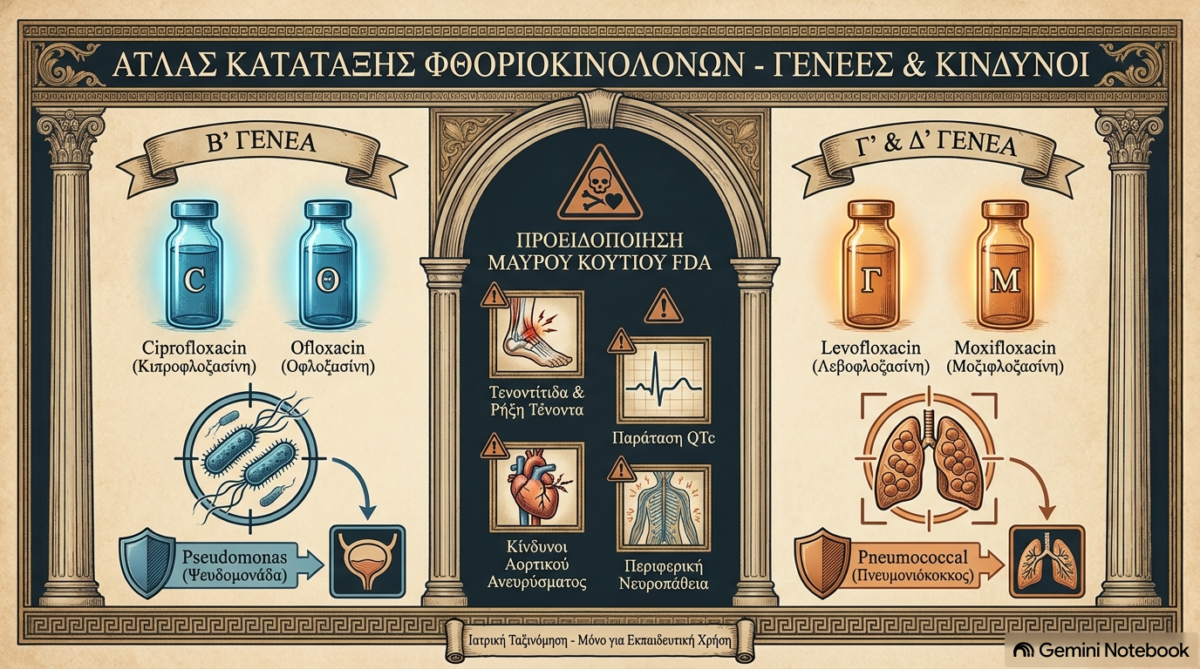 ΑΤΛΑΣ ΚΑΤΑΤΑΞΗΣ ΦΘΟΡΙΟΚΙΝΟΛΟΝΩΝ - ΓΕΝΕΕΣ & ΚΙΝΔΥΝΟΙ
Β' ΓΕΝΕΑ
C
Θ
Ciprofloxacin
(Κιπροφλοξασίνη)
Ofloxacin
(Οφλοξασίνη)
Pseudomonas
(Ψευδομονάδα)
ΠΡΟΕΙΔΟΠΟΙΗΣΗ
ΜΑΥΡΟΥ ΚΟΥΤΙΟΥ FDA
Τενοντίτιδα &
Ρήξη Τένοντα
Παράταση QTc
Κίνδυνοι
Αορτικού
Ανευρύσματος
Περιφερική
Νευροπάθεια
Γ' & Δ' ΓΕΝΕΑ
Γ
Μ
Levofloxacin
(Λεβοφλοξασίνη)
Moxifloxacin
(Μοξιφλοξασίνη)
Pneumococcal
(Πνευμονιόκοκκος)
Ιατρική Ταξινόμηση - Μόνο για Εκπαιδευτική Χρήση
Gemini Notebook